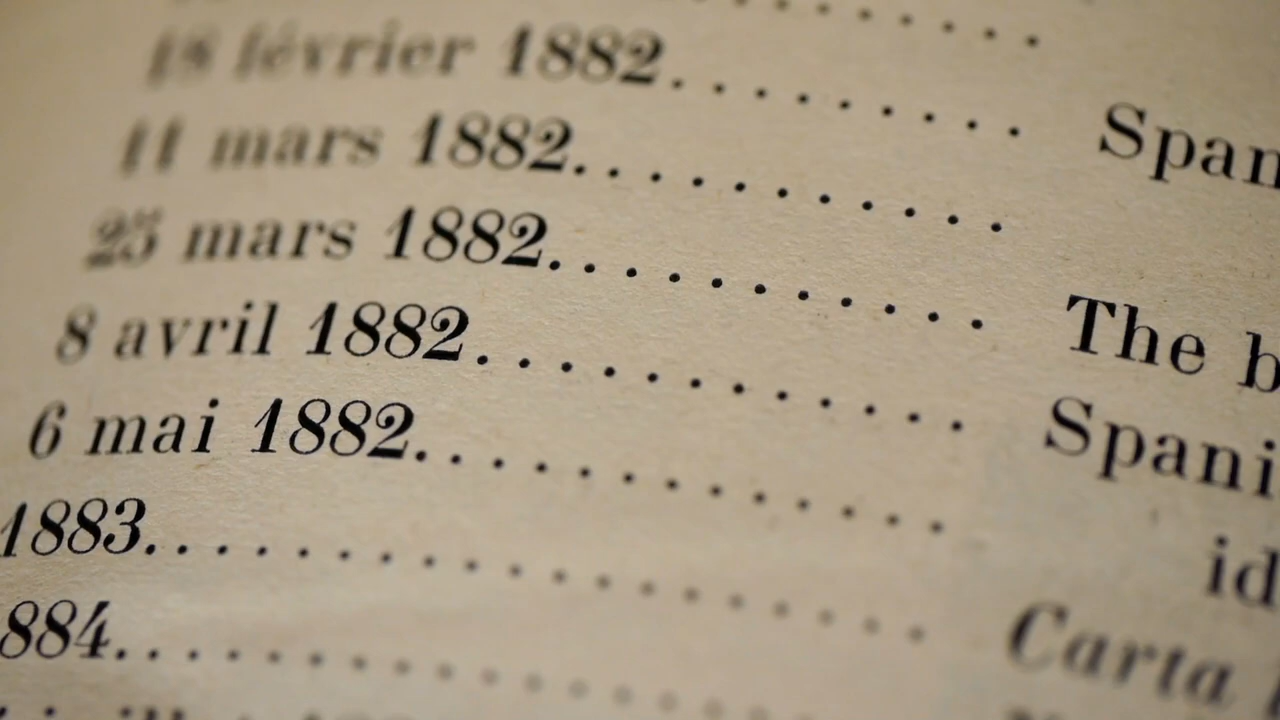 18 février 1882.......... Span
11 mars 1882...........
25 mars 1882........... The b
8 avril 1882............ Spani
6 mai 1882............. id
1883................... Carta
884....................